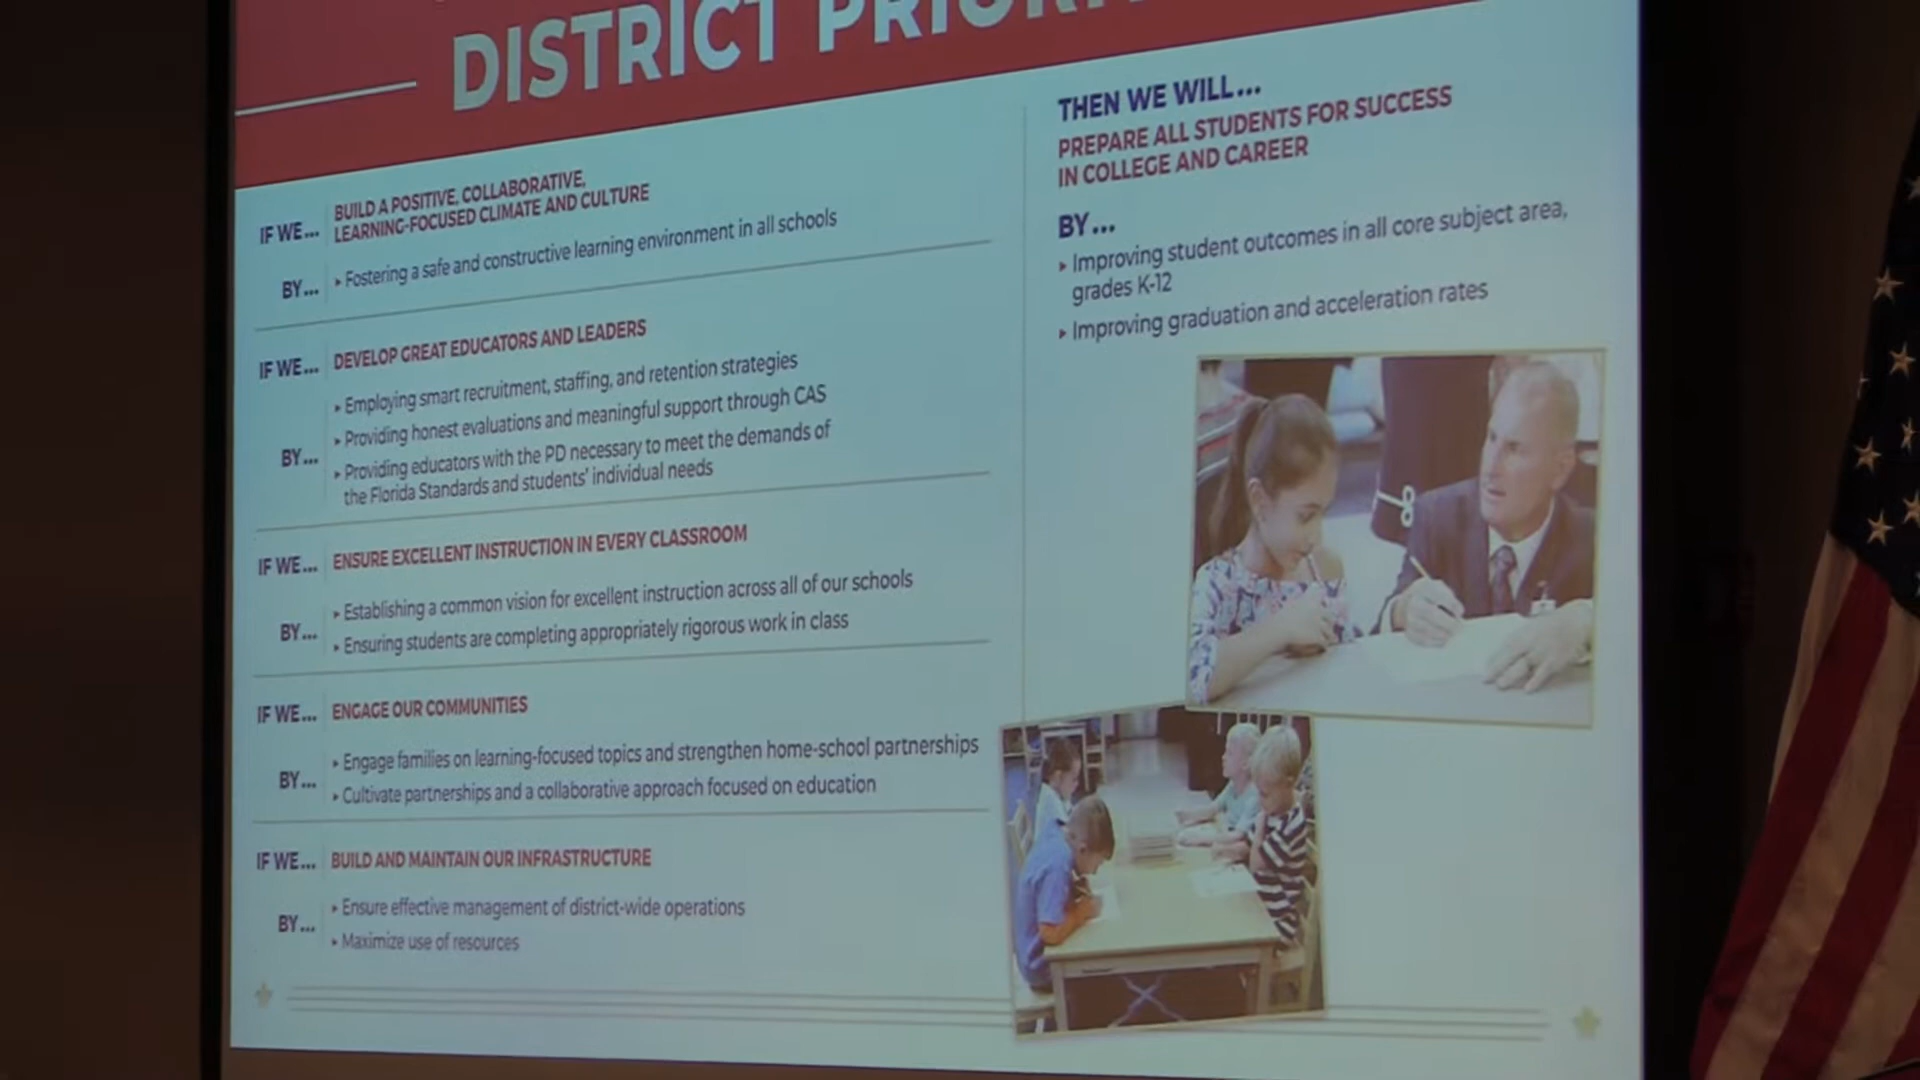 DISTRICT
IF WE...
BUILD A POSITIVE, COLLABORATIVE,
LEARNING-FOCUSED CLIMATE AND CULTURE
BY...
▸ Fostering a safe and constructive learning environment in all schools
IF WE...
DEVELOP GREAT EDUCATORS AND LEADERS
BY...
▸ Employing smart recruitment, staffing, and retention strategies
▸ Providing honest evaluations and meaningful support through CAS
▸ Providing educators with the PD necessary to meet the demands of
the Florida Standards and students' individual needs
IF WE...
ENSURE EXCELLENT INSTRUCTION IN EVERY CLASSROOM
BY...
▸ Establishing a common vision for excellent instruction across all of our schools
▸ Ensuring students are completing appropriately rigorous work in class
IF WE...
ENGAGE OUR COMMUNITIES
BY...
▸ Engage families on learning-focused topics and strengthen home-school partnerships
▸ Cultivate partnerships and a collaborative approach focused on education
IF WE...
BUILD AND MAINTAIN OUR INFRASTRUCTURE
BY...
▸ Ensure effective management of district-wide operations
▸ Maximize use of resources
THEN WE WILL...
PREPARE ALL STUDENTS FOR SUCCESS
IN COLLEGE AND CAREER
BY...
▸ Improving student outcomes in all core subject area,
grades K-12
▸ Improving graduation and acceleration rates